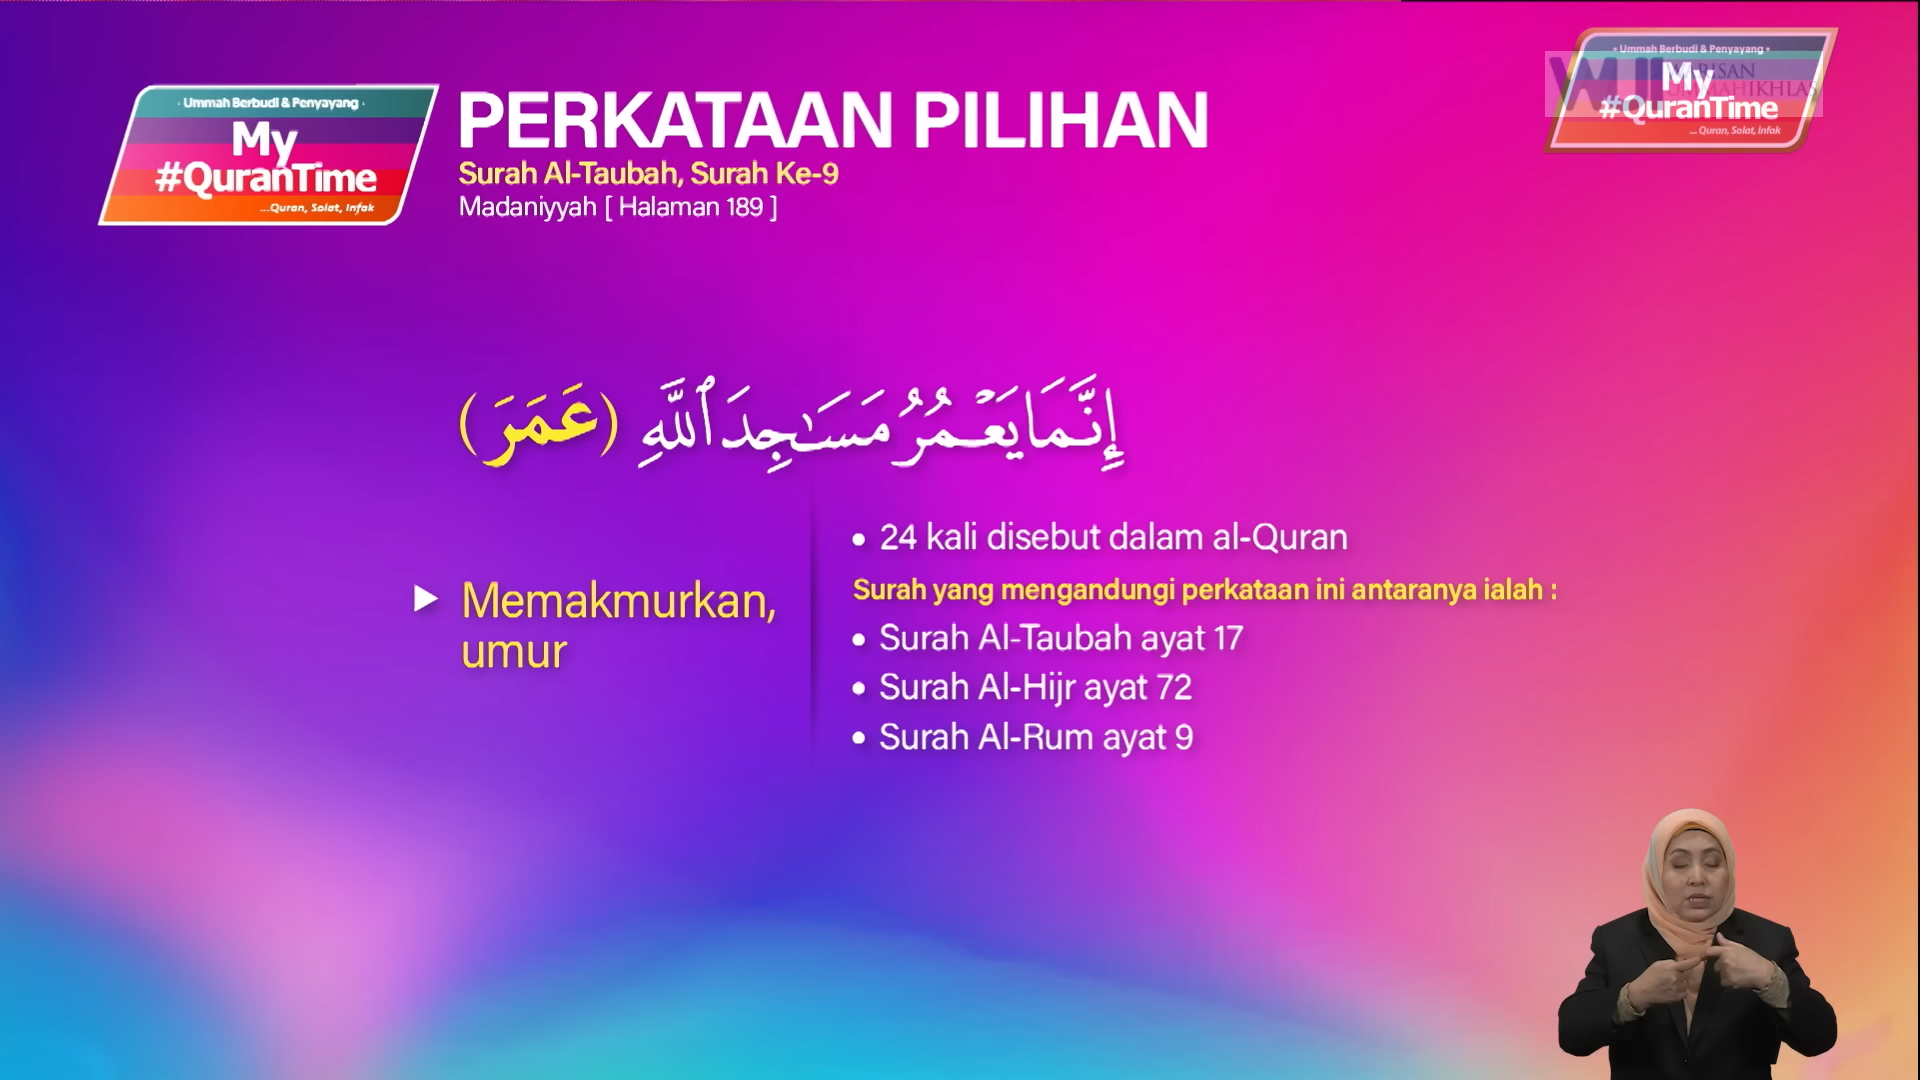 · Ummah Berbudi & Penyayang ·
My
#QuranTime
...Quran, Solat, Infak
PERKATAAN PILIHAN
Surah Al-Taubah, Surah Ke-9
Madaniyyah [ Halaman 189 ]
• Ummah Berbudi & Penyayang •
My
#QuranTime
... Quran, Solat, Infak
إِنَّمَا يَعْمُرُ مَسَـٰجِدَ ٱللَّهِ (عَمَرَ)
Memakmurkan,
umur
• 24 kali disebut dalam al-Quran
Surah yang mengandungi perkataan ini antaranya ialah :
• Surah Al-Taubah ayat 17
• Surah Al-Hijr ayat 72
• Surah Al-Rum ayat 9